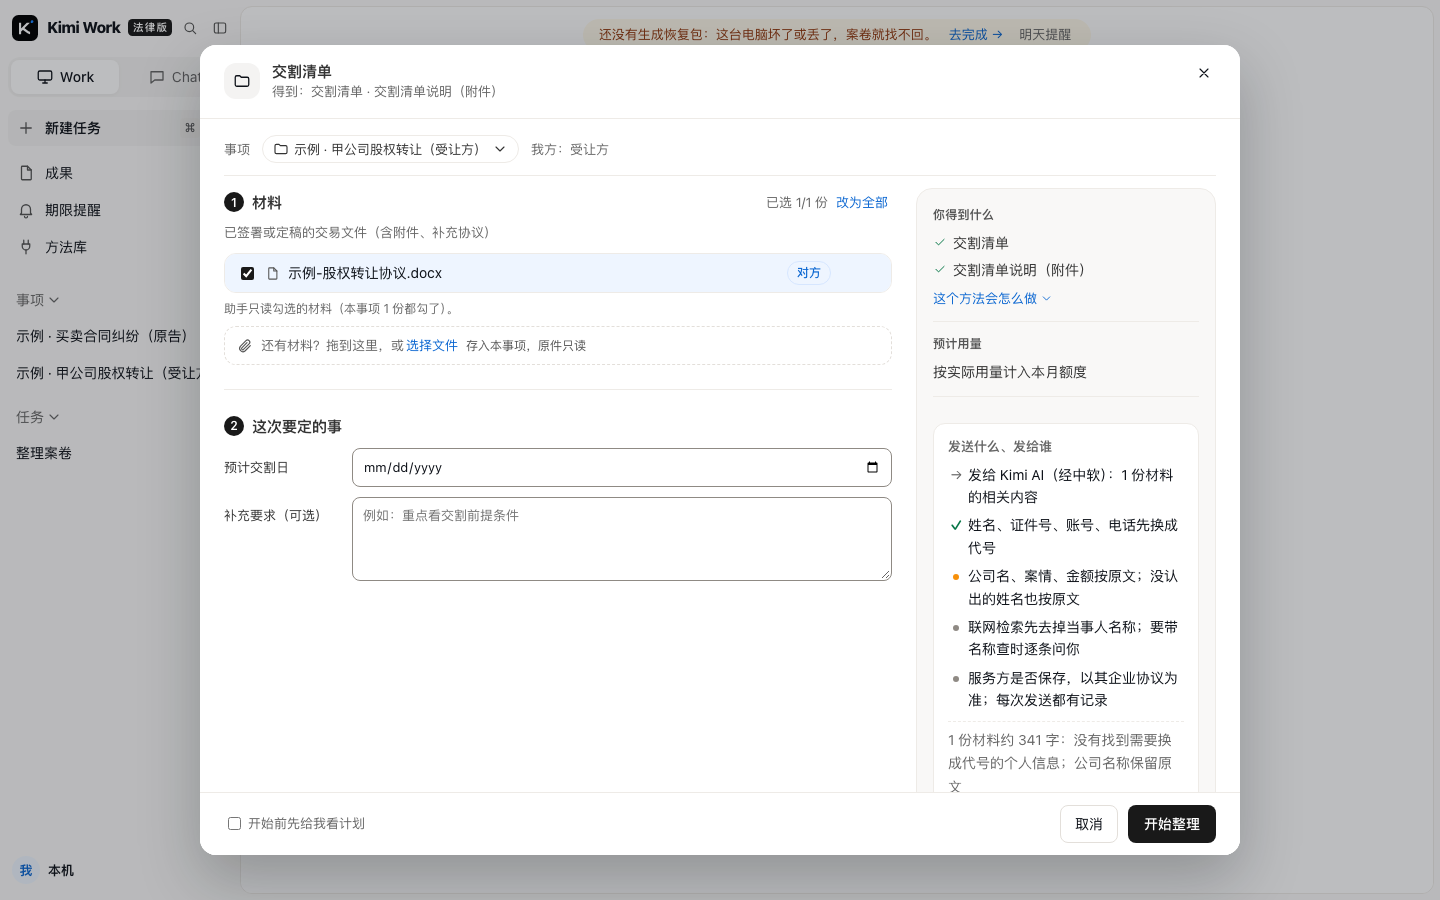 Kimi Work 法律版
还没有生成恢复包：这台电脑坏了或丢了，案卷就找不回。 去完成 → 明天提醒
Work
Chat
新建任务 ⌘
成果
期限提醒
方法库
事项
示例 · 买卖合同纠纷（原告）
示例 · 甲公司股权转让（受让
任务
整理案卷
我 本机
交割清单
得到：交割清单 · 交割清单说明（附件）
事项 示例 · 甲公司股权转让（受让方） 我方：受让方
1 材料 已选 1/1 份 改为全部
已签署或定稿的交易文件（含附件、补充协议）
示例-股权转让协议.docx 对方
助手只读勾选的材料（本事项 1 份都勾了）。
还有材料？拖到这里，或 选择文件 存入本事项，原件只读
2 这次要定的事
预计交割日 mm/dd/yyyy
补充要求（可选） 例如：重点看交割前提条件
你得到什么
交割清单
交割清单说明（附件）
这个方法会怎么做
预计用量
按实际用量计入本月额度
发送什么、发给谁
→ 发给 Kimi AI（经中软）：1 份材料
的相关内容
姓名、证件号、账号、电话先换成
代号
公司名、案情、金额按原文；没认
出的姓名也按原文
联网检索先去掉当事人名称；要带
名称查时逐条问你
服务方是否保存，以其企业协议为
准；每次发送都有记录
1 份材料约 341 字：没有找到需要换
成代号的个人信息；公司名称保留原
文
开始前先给我看计划
取消 开始整理